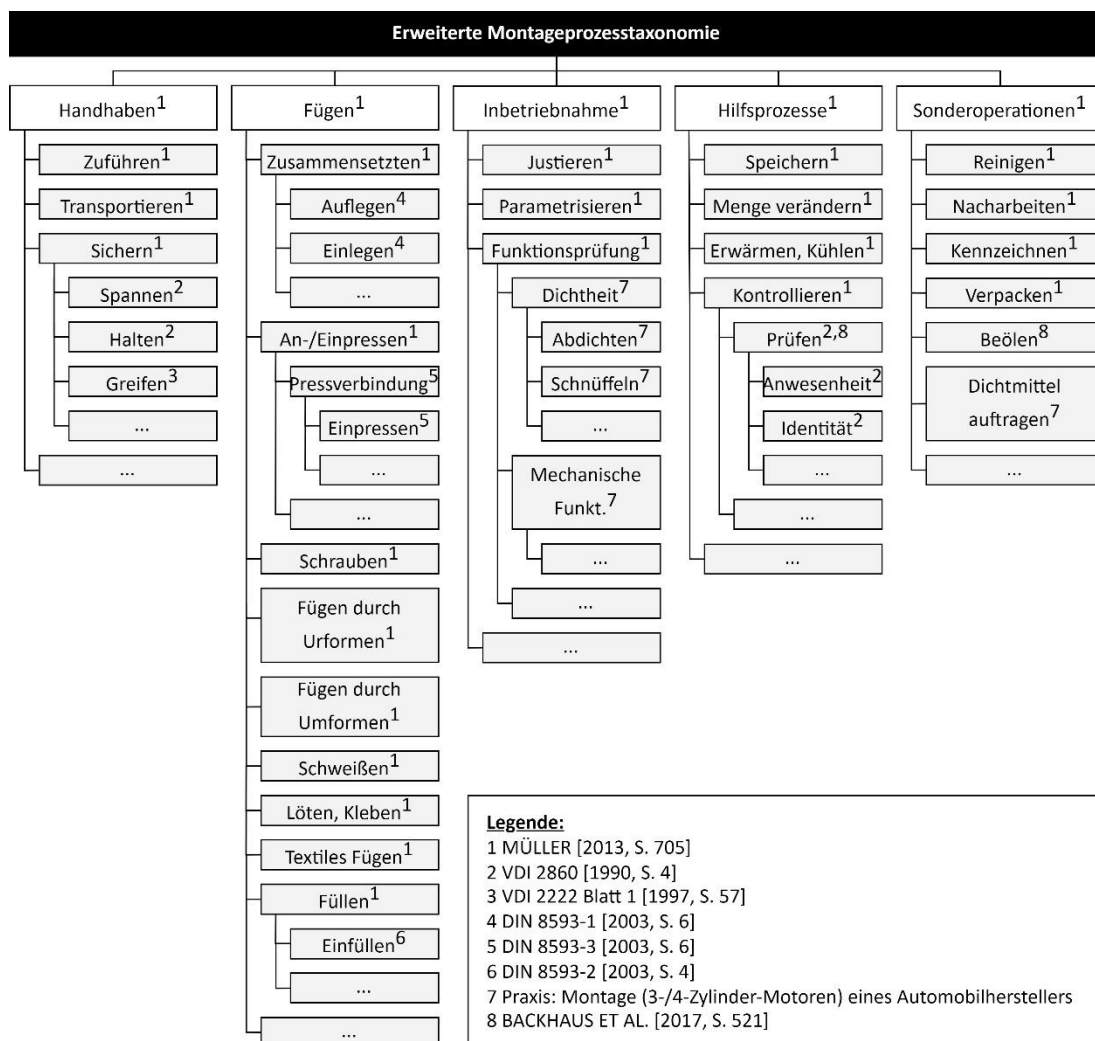 Erweiterte Montageprozesstaxonomie
Handhaben1
Zuführen1
Transportieren1
Sichern1
Spannen2
Halten2
Greifen3
...
...
Fügen1
Zusammensetzten1
Auflegen4
Einlegen4
...
An-/Einpressen1
Pressverbindung5
Einpressen5
...
...
Schrauben1
Fügen durch
Urformen1
Fügen durch
Umformen1
Schweißen1
Löten, Kleben1
Textiles Fügen1
Füllen1
Einfüllen6
...
...
Inbetriebnahme1
Justieren1
Parametrisieren1
Funktionsprüfung1
Dichtheit7
Abdichten7
Schnüffeln7
...
Mechanische
Funkt.7
...
...
...
Hilfsprozesse1
Speichern1
Menge verändern1
Erwärmen, Kühlen1
Kontrollieren1
Prüfen2,8
Anwesenheit2
Identität2
...
...
...
Sonderoperationen1
Reinigen1
Nacharbeiten1
Kennzeichnen1
Verpacken1
Beölen8
Dichtmittel
auftragen7
...
Legende:
1 MÜLLER [2013, S. 705]
2 VDI 2860 [1990, S. 4]
3 VDI 2222 Blatt 1 [1997, S. 57]
4 DIN 8593-1 [2003, S. 6]
5 DIN 8593-3 [2003, S. 6]
6 DIN 8593-2 [2003, S. 4]
7 Praxis: Montage (3-/4-Zylinder-Motoren) eines Automobilherstellers
8 BACKHAUS ET AL. [2017, S. 521]